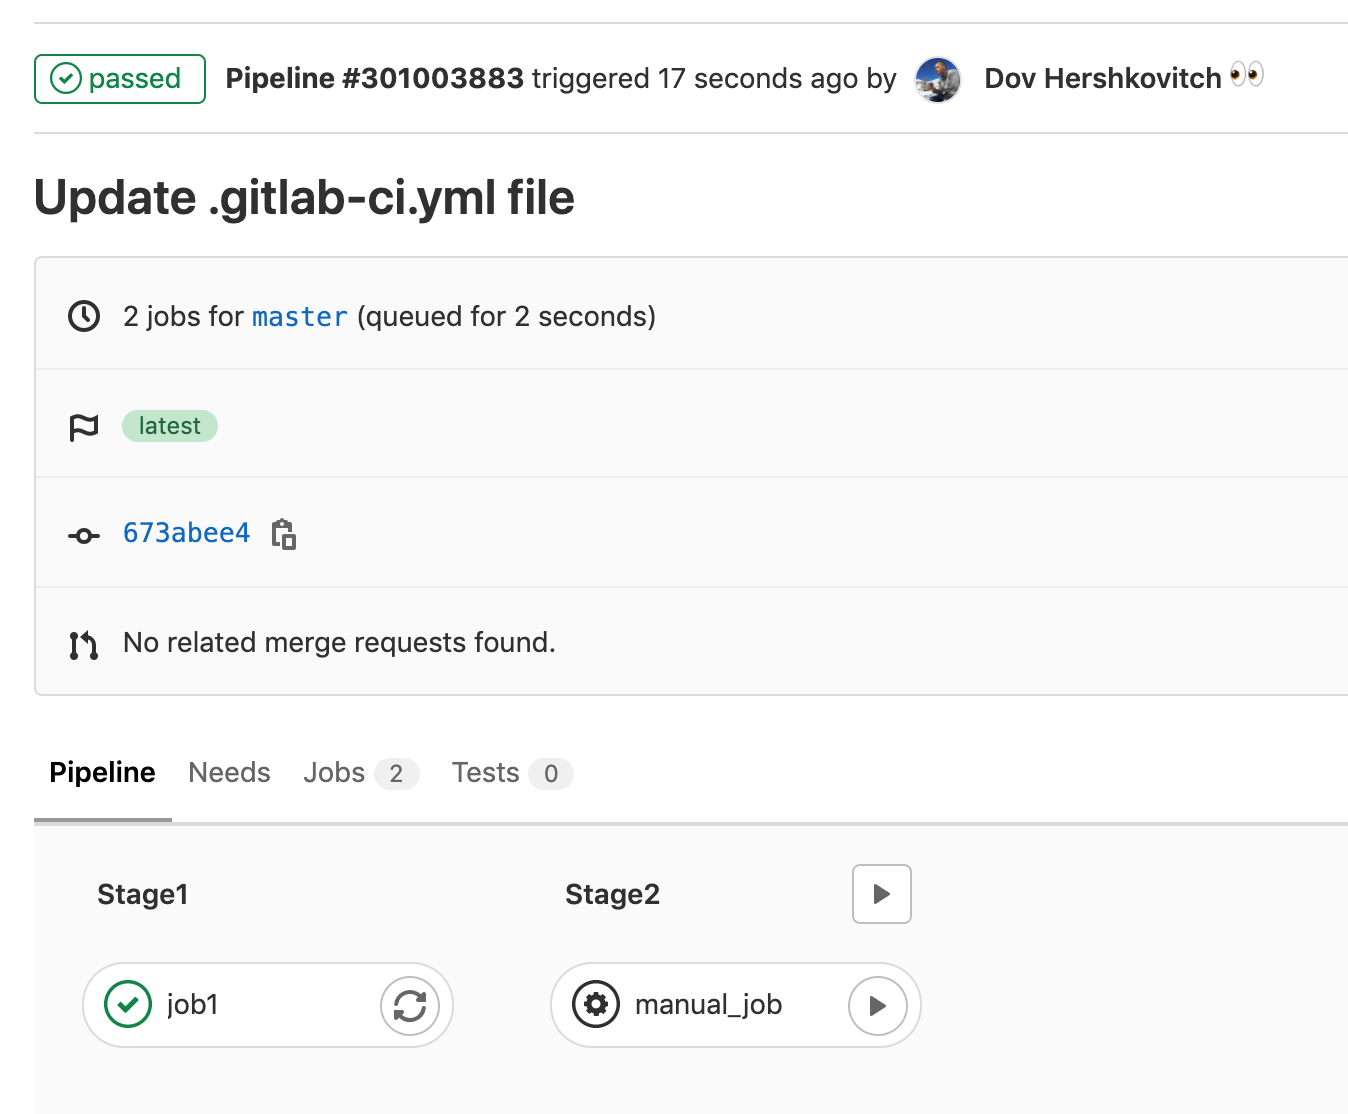 passed Pipeline #301003883 triggered 17 seconds ago by Dov Hershkovitch 👀
Update .gitlab-ci.yml file
2 jobs for master (queued for 2 seconds)
latest
673abee4
No related merge requests found.
Pipeline Needs Jobs 2 Tests 0
Stage1 Stage2
job1 manual_job